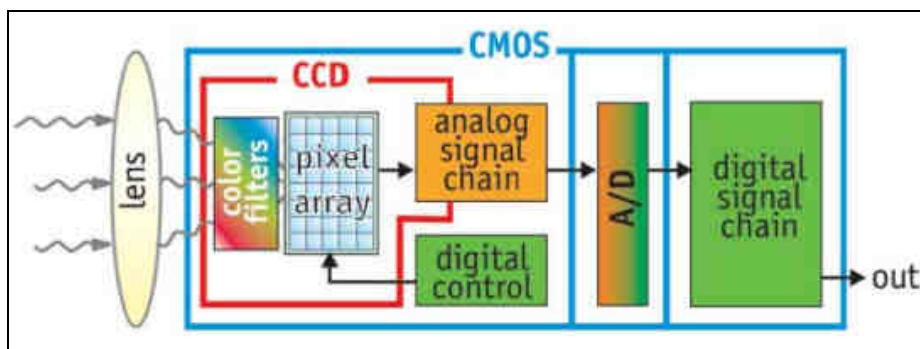 CMOS
CCD
lens
color
filters
pixel
array
analog
signal
chain
digital
control
A/D
digital
signal
chain
out